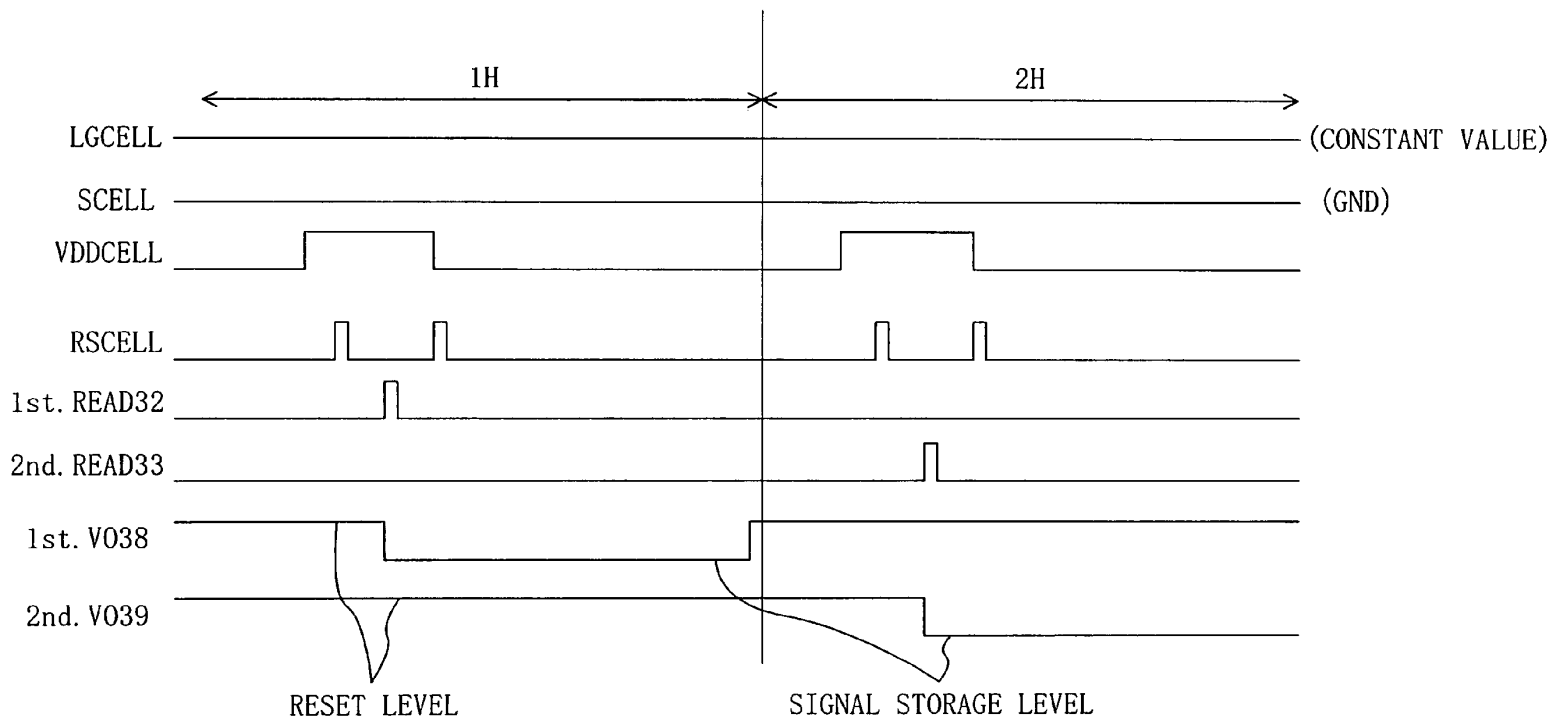 1H
2H
LGCELL
(CONSTANT VALUE)
SCELL
(GND)
VDDCELL
RSCELL
1st. READ32
2nd. READ33
1st. VO38
2nd. VO39
RESET LEVEL
SIGNAL STORAGE LEVEL